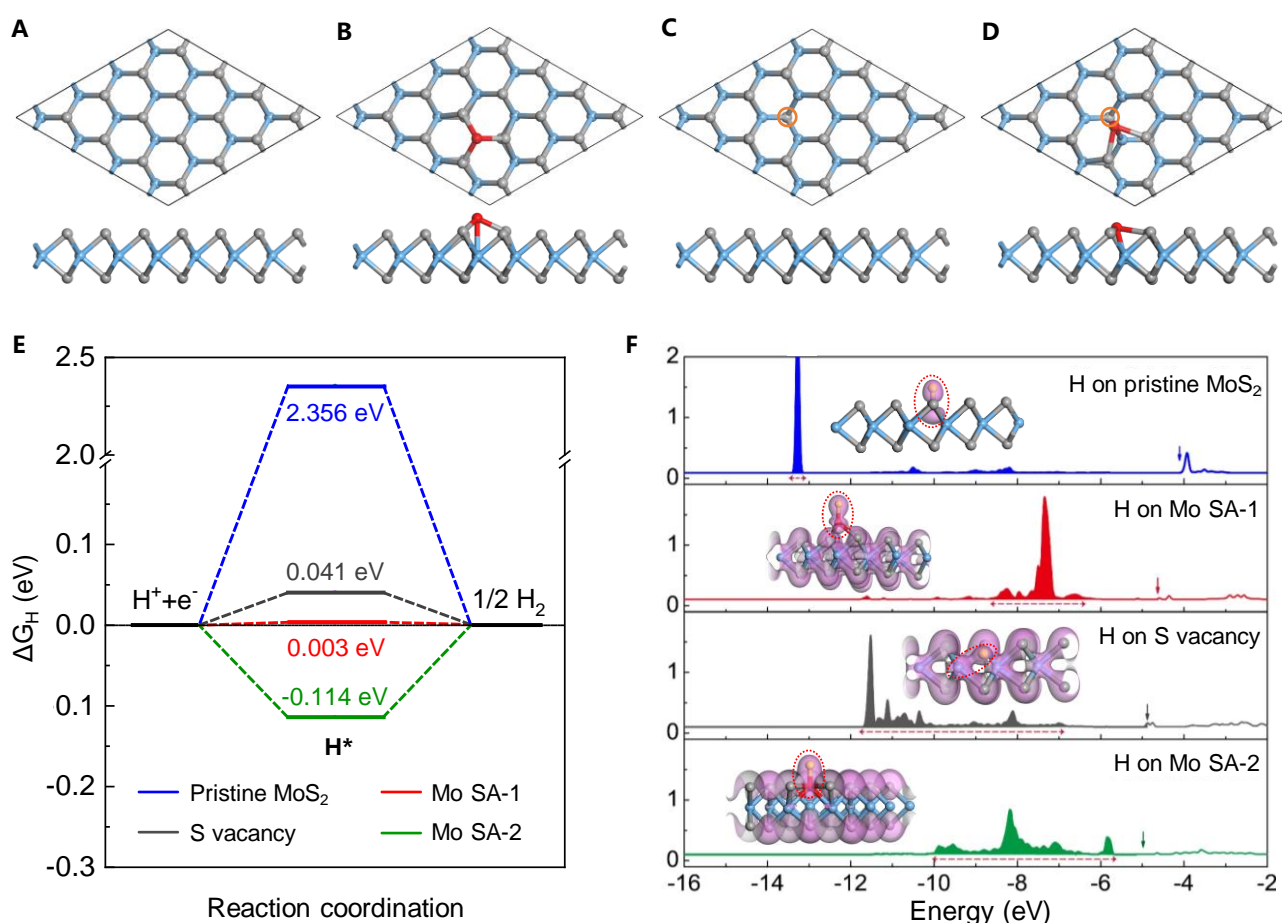 A
B
C
D
E
2.5
2.0
0.1
0.0
0.1
-0.2
-0.3
ΔG_H (eV)
2.356 eV
0.041 eV
H⁺+e⁻
1/2 H₂
0.003 eV
-0.114 eV
H*
Pristine MoS₂
Mo SA-1
S vacancy
Mo SA-2
Reaction coordination
F
2
H on pristine MoS₂
1
0
H on Mo SA-1
1
0
H on S vacancy
1
0
H on Mo SA-2
1
0
-16 -14 -12 -10 -8 -6 -4 -2
Energy (eV)